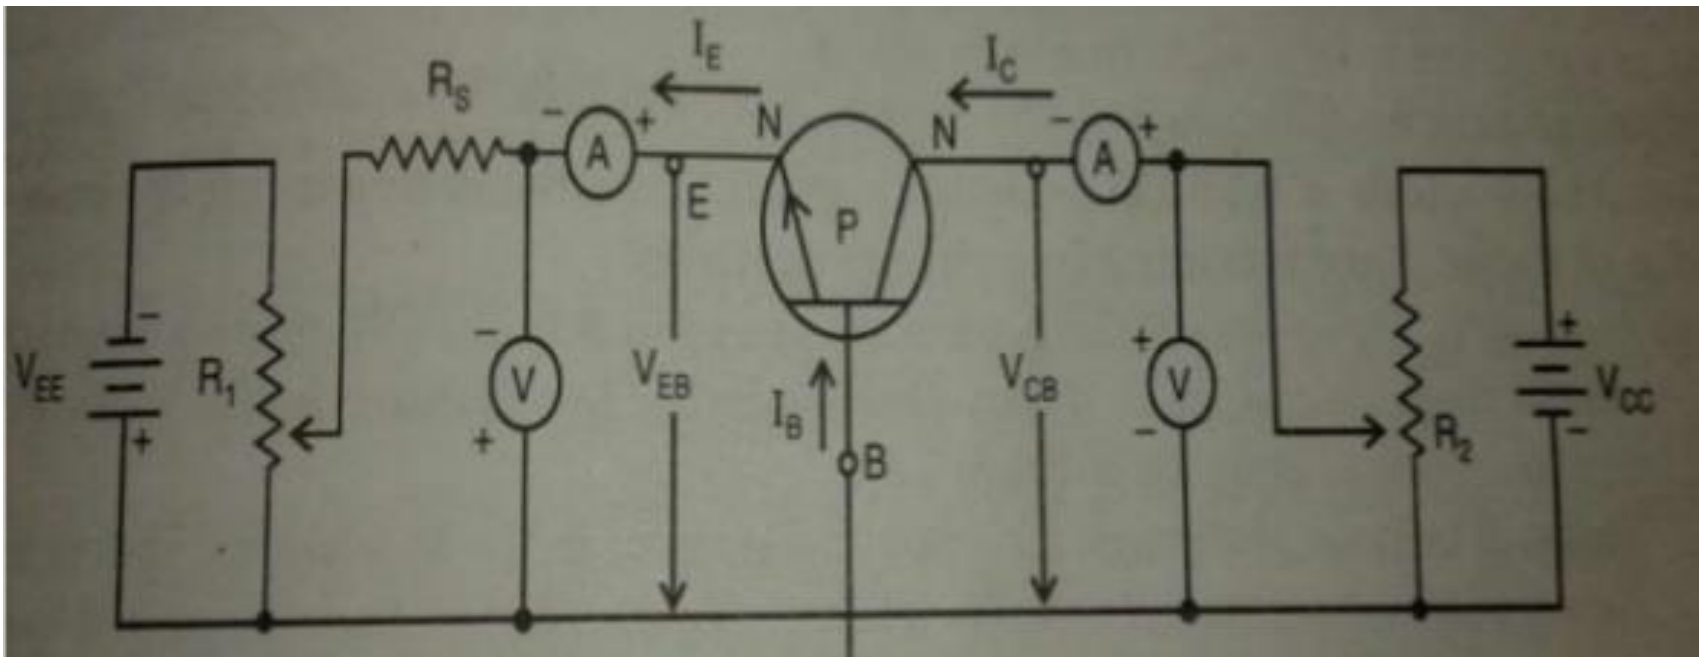 I_E
I_C
R_S
- A +
N
N
- A +
E
P
-
V_EE
+
R_1
-
V
+
V_EB
I_B
B
V_CB
+
V
-
R_2
+
V_CC
-